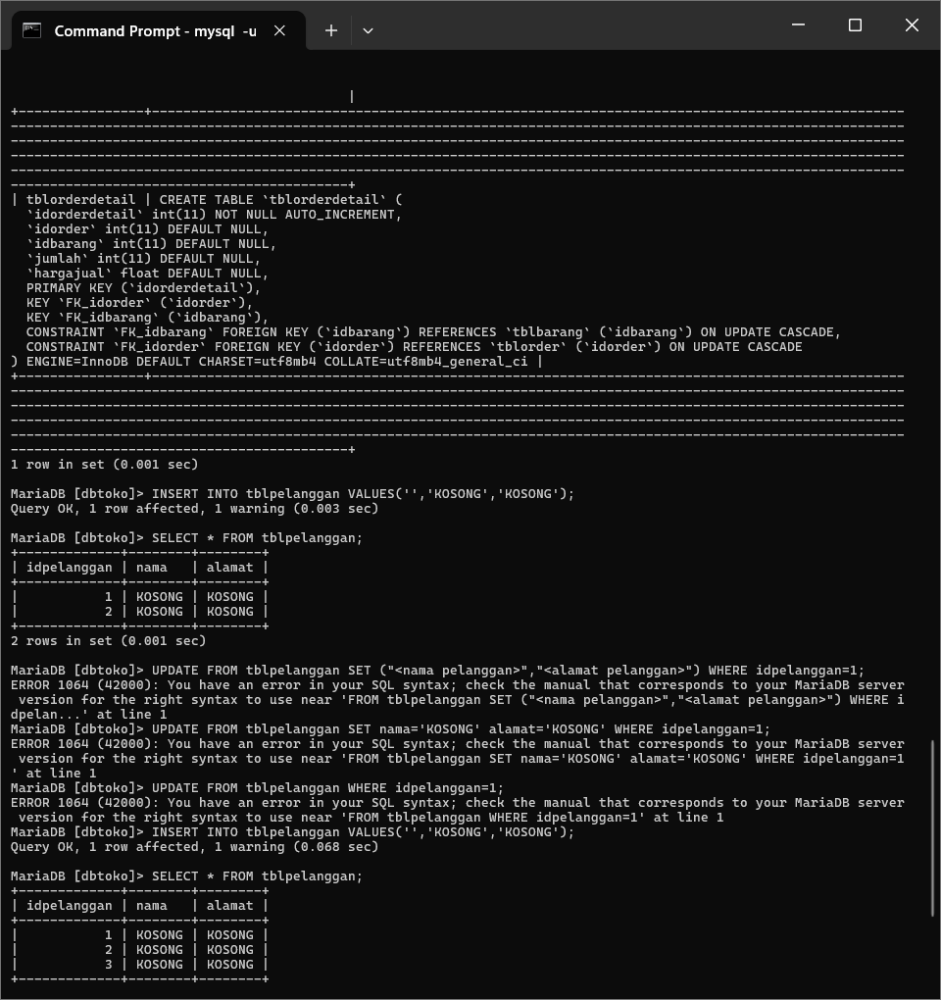 Command Prompt - mysql -u
|
+----------------+------------------------------------------------------------------------------------------------
------------------------------------------------------------------------------------------------------------------
------------------------------------------------------------------------------------------------------------------
------------------------------------------------------------------------------------------------------------------
------------------------------------------------------------------------------------------------------------------
-------------------------------------------+
| tblorderdetail | CREATE TABLE `tblorderdetail` (
  `idorderdetail` int(11) NOT NULL AUTO_INCREMENT,
  `idorder` int(11) DEFAULT NULL,
  `idbarang` int(11) DEFAULT NULL,
  `jumlah` int(11) DEFAULT NULL,
  `hargajual` float DEFAULT NULL,
  PRIMARY KEY (`idorderdetail`),
  KEY `FK_idorder` (`idorder`),
  KEY `FK_idbarang` (`idbarang`),
  CONSTRAINT `FK_idbarang` FOREIGN KEY (`idbarang`) REFERENCES `tblbarang` (`idbarang`) ON UPDATE CASCADE,
  CONSTRAINT `FK_idorder` FOREIGN KEY (`idorder`) REFERENCES `tblorder` (`idorder`) ON UPDATE CASCADE
) ENGINE=InnoDB DEFAULT CHARSET=utf8mb4 COLLATE=utf8mb4_general_ci |
+----------------+------------------------------------------------------------------------------------------------
------------------------------------------------------------------------------------------------------------------
------------------------------------------------------------------------------------------------------------------
------------------------------------------------------------------------------------------------------------------
------------------------------------------------------------------------------------------------------------------
-------------------------------------------+
1 row in set (0.001 sec)
MariaDB [dbtoko]> INSERT INTO tblpelanggan VALUES('','KOSONG','KOSONG');
Query OK, 1 row affected, 1 warning (0.003 sec)
MariaDB [dbtoko]> SELECT * FROM tblpelanggan;
+-------------+--------+--------+
| idpelanggan | nama   | alamat |
+-------------+--------+--------+
|           1 | KOSONG | KOSONG |
|           2 | KOSONG | KOSONG |
+-------------+--------+--------+
2 rows in set (0.001 sec)
MariaDB [dbtoko]> UPDATE FROM tblpelanggan SET ("<nama pelanggan>","<alamat pelanggan>") WHERE idpelanggan=1;
ERROR 1064 (42000): You have an error in your SQL syntax; check the manual that corresponds to your MariaDB server
 version for the right syntax to use near 'FROM tblpelanggan SET ("<nama pelanggan>","<alamat pelanggan>") WHERE i
dpelan...' at line 1
MariaDB [dbtoko]> UPDATE FROM tblpelanggan SET nama='KOSONG' alamat='KOSONG' WHERE idpelanggan=1;
ERROR 1064 (42000): You have an error in your SQL syntax; check the manual that corresponds to your MariaDB server
 version for the right syntax to use near 'FROM tblpelanggan SET nama='KOSONG' alamat='KOSONG' WHERE idpelanggan=1
' at line 1
MariaDB [dbtoko]> UPDATE FROM tblpelanggan WHERE idpelanggan=1;
ERROR 1064 (42000): You have an error in your SQL syntax; check the manual that corresponds to your MariaDB server
 version for the right syntax to use near 'FROM tblpelanggan WHERE idpelanggan=1' at line 1
MariaDB [dbtoko]> INSERT INTO tblpelanggan VALUES('','KOSONG','KOSONG');
Query OK, 1 row affected, 1 warning (0.068 sec)
MariaDB [dbtoko]> SELECT * FROM tblpelanggan;
+-------------+--------+--------+
| idpelanggan | nama   | alamat |
+-------------+--------+--------+
|           1 | KOSONG | KOSONG |
|           2 | KOSONG | KOSONG |
|           3 | KOSONG | KOSONG |
+-------------+--------+--------+